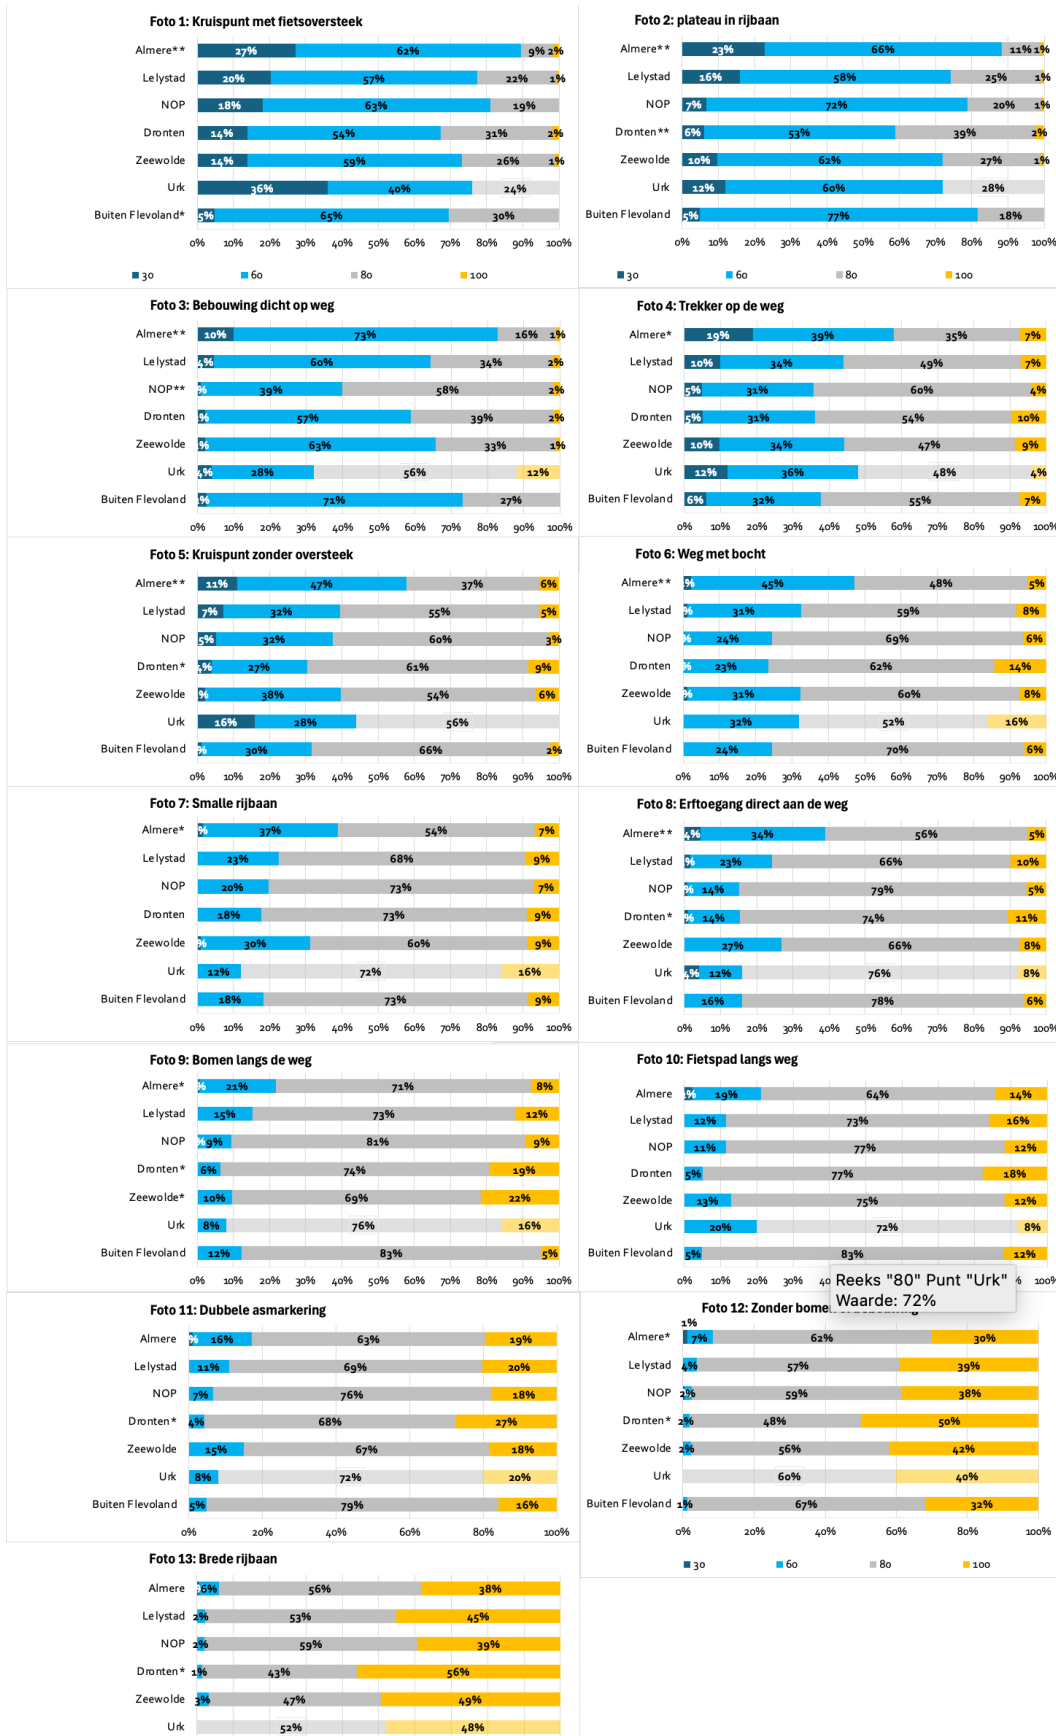 Foto 1: Kruispunt met fietsoversteek
Almere** 27% 62% 9% 2%
Lelystad 20% 57% 22% 1%
NOP 18% 63% 19%
Dronten 14% 54% 31% 2%
Zeewolde 14% 59% 26% 1%
Urk 36% 40% 24%
Buiten Flevoland* 5% 65% 30%
0% 10% 20% 30% 40% 50% 60% 70% 80% 90% 100%
30 60 80 100
Foto 2: plateau in rijbaan
Almere** 23% 66% 11% 1%
Lelystad 16% 58% 25% 1%
NOP 7% 72% 20% 1%
Dronten** 6% 53% 39% 2%
Zeewolde 10% 62% 27% 1%
Urk 12% 60% 28%
Buiten Flevoland 5% 77% 18%
0% 10% 20% 30% 40% 50% 60% 70% 80% 90% 100%
30 60 80 100
Foto 3: Bebouwing dicht op weg
Almere** 10% 73% 16% 1%
Lelystad 4% 60% 34% 2%
NOP** % 39% 58% 2%
Dronten % 57% 39% 2%
Zeewolde % 63% 33% 1%
Urk 4% 28% 56% 12%
Buiten Flevoland % 71% 27%
0% 10% 20% 30% 40% 50% 60% 70% 80% 90% 100%
Foto 4: Trekker op de weg
Almere* 19% 39% 35% 7%
Lelystad 10% 34% 49% 7%
NOP 5% 31% 60% 4%
Dronten 5% 31% 54% 10%
Zeewolde 10% 34% 47% 9%
Urk 12% 36% 48% 4%
Buiten Flevoland 6% 32% 55% 7%
0% 10% 20% 30% 40% 50% 60% 70% 80% 90% 100%
Foto 5: Kruispunt zonder oversteek
Almere** 11% 47% 37% 6%
Lelystad 7% 32% 55% 5%
NOP 5% 32% 60% 3%
Dronten* 4% 27% 61% 9%
Zeewolde % 38% 54% 6%
Urk 16% 28% 56%
Buiten Flevoland % 30% 66% 2%
0% 10% 20% 30% 40% 50% 60% 70% 80% 90% 100%
Foto 6: Weg met bocht
Almere** % 45% 48% 5%
Lelystad % 31% 59% 8%
NOP % 24% 69% 6%
Dronten % 23% 62% 14%
Zeewolde % 31% 60% 8%
Urk 32% 52% 16%
Buiten Flevoland 24% 70% 6%
0% 10% 20% 30% 40% 50% 60% 70% 80% 90% 100%
Foto 7: Smalle rijbaan
Almere* % 37% 54% 7%
Lelystad 23% 68% 9%
NOP 20% 73% 7%
Dronten 18% 73% 9%
Zeewolde % 30% 60% 9%
Urk 12% 72% 16%
Buiten Flevoland 18% 73% 9%
0% 10% 20% 30% 40% 50% 60% 70% 80% 90% 100%
Foto 8: Erftoegang direct aan de weg
Almere** 4% 34% 56% 5%
Lelystad % 23% 66% 10%
NOP % 14% 79% 5%
Dronten* % 14% 74% 11%
Zeewolde 27% 66% 8%
Urk 4% 12% 76% 8%
Buiten Flevoland 16% 78% 6%
0% 10% 20% 30% 40% 50% 60% 70% 80% 90% 100%
Foto 9: Bomen langs de weg
Almere* % 21% 71% 8%
Lelystad 15% 73% 12%
NOP % 9% 81% 9%
Dronten* 6% 74% 19%
Zeewolde* 10% 69% 22%
Urk 8% 76% 16%
Buiten Flevoland 12% 83% 5%
0% 10% 20% 30% 40% 50% 60% 70% 80% 90% 100%
Foto 10: Fietspad langs weg
Almere % 19% 64% 14%
Lelystad 12% 73% 16%
NOP 11% 77% 12%
Dronten 5% 77% 18%
Zeewolde 13% 75% 12%
Urk 20% 72% 8%
Buiten Flevoland 5% 83% 12%
0% 10% 20% 30% % 100%
Reeks "80" Punt "Urk"
Waarde: 72%
Foto 11: Dubbele asmarkering
Almere % 16% 63% 19%
Lelystad 11% 69% 20%
NOP 7% 76% 18%
Dronten* 4% 68% 27%
Zeewolde 15% 67% 18%
Urk 8% 72% 20%
Buiten Flevoland 5% 79% 16%
0% 20% 40% 60% 80% 100%
Foto 12: Zonder bomen
Almere* 1% 7% 62% 30%
Lelystad 4% 57% 39%
NOP 2% 59% 38%
Dronten* 2% 48% 50%
Zeewolde 2% 56% 42%
Urk 60% 40%
Buiten Flevoland 1% 67% 32%
0% 20% 40% 60% 80% 100%
30 60 80 100
Foto 13: Brede rijbaan
Almere 6% 56% 38%
Lelystad 2% 53% 45%
NOP 2% 59% 39%
Dronten* 1% 43% 56%
Zeewolde 3% 47% 49%
Urk 52% 48%